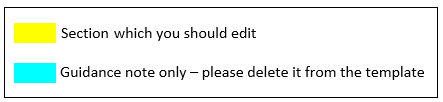 Section which you should edit
Guidance note only – please delete it from the template